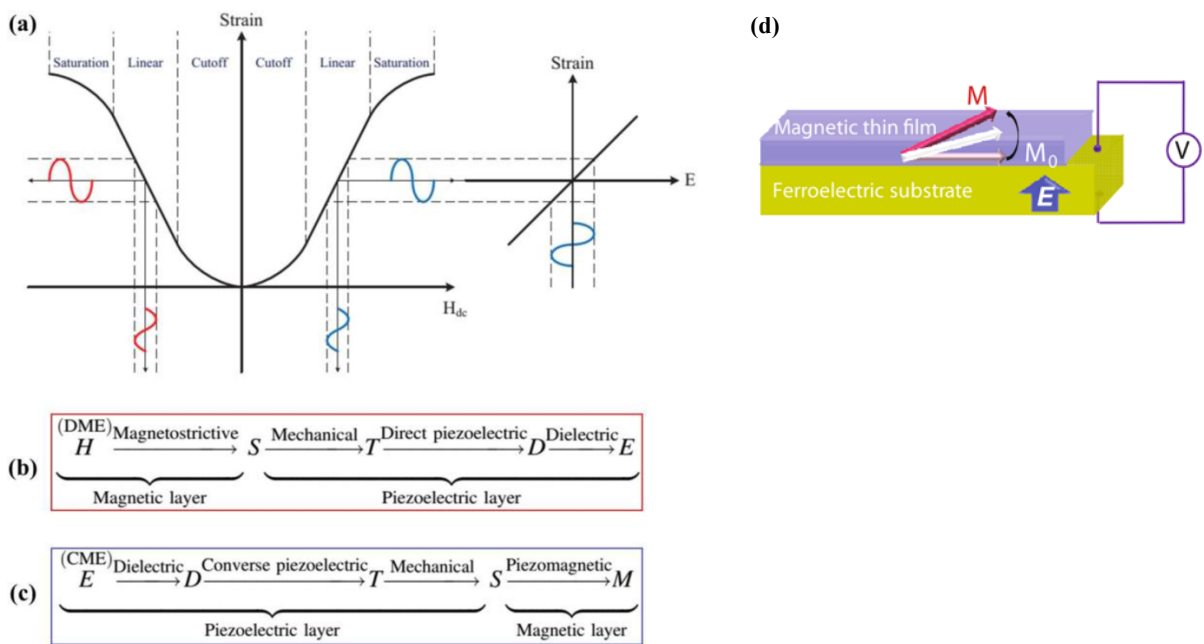 (a)
Strain
Saturation Linear Cutoff Cutoff Linear Saturation
H_dc
Strain
E
(d)
M
Magnetic thin film
M_0
Ferroelectric substrate
E
V
(b)
(DME)
H Magnetostrictive S Mechanical T Direct piezoelectric D Dielectric E
Magnetic layer Piezoelectric layer
(c)
(CME)
E Dielectric D Converse piezoelectric T Mechanical S Piezomagnetic M
Piezoelectric layer Magnetic layer